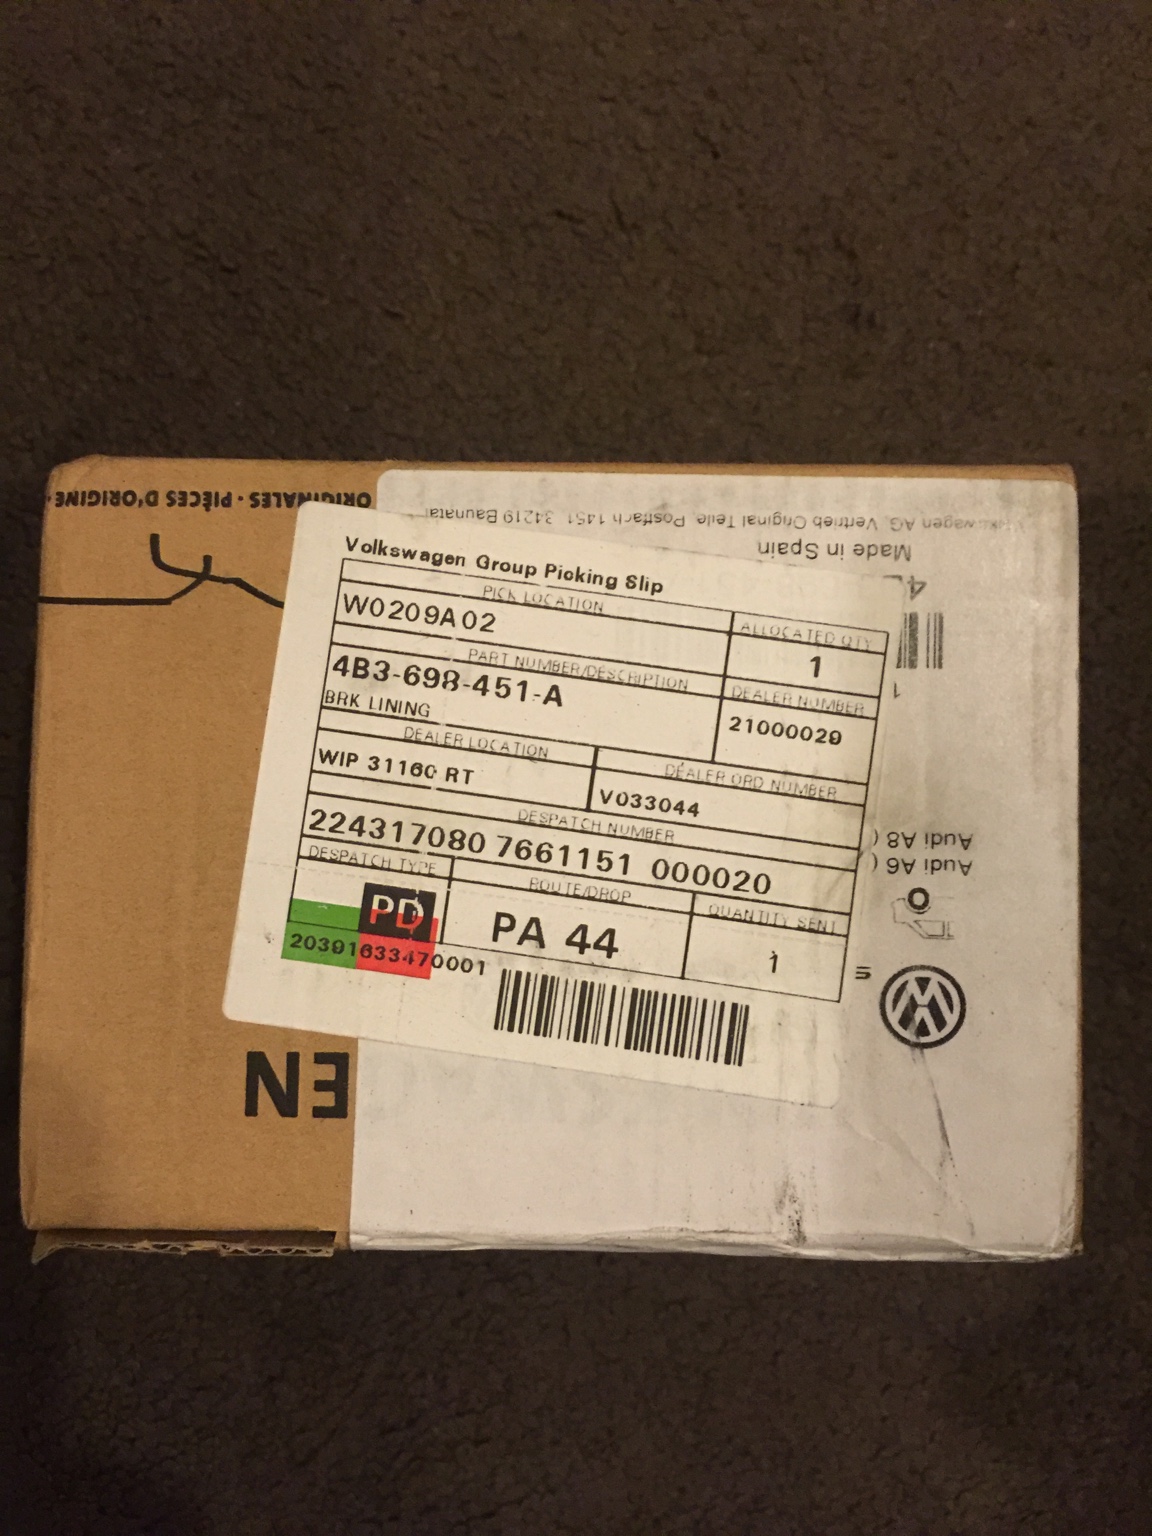 ORIGINALES · PIÈCES D'ORIGINE ·
Volkswagen AG, Vertrieb Original Teile, Postfach 1451, 34219 Baunatal
Made in Spain
4
1
Volkswagen Group Picking Slip
PICK LOCATION
W0209A02
ALLOCATED QTY
1
PART NUMBER/DESCRIPTION
4B3-698-451-A
BRK LINING
DEALER NUMBER
21000029
DEALER LOCATION
WIP 31160 RT
DEALER ORD NUMBER
V033044
DESPATCH NUMBER
224317080 7661151 000020
DESPATCH TYPE
PD
ROUTE/DROP
PA 44
QUANTITY SENT
1
20391633470001
Audi A8 (
Audi A6 (
EN